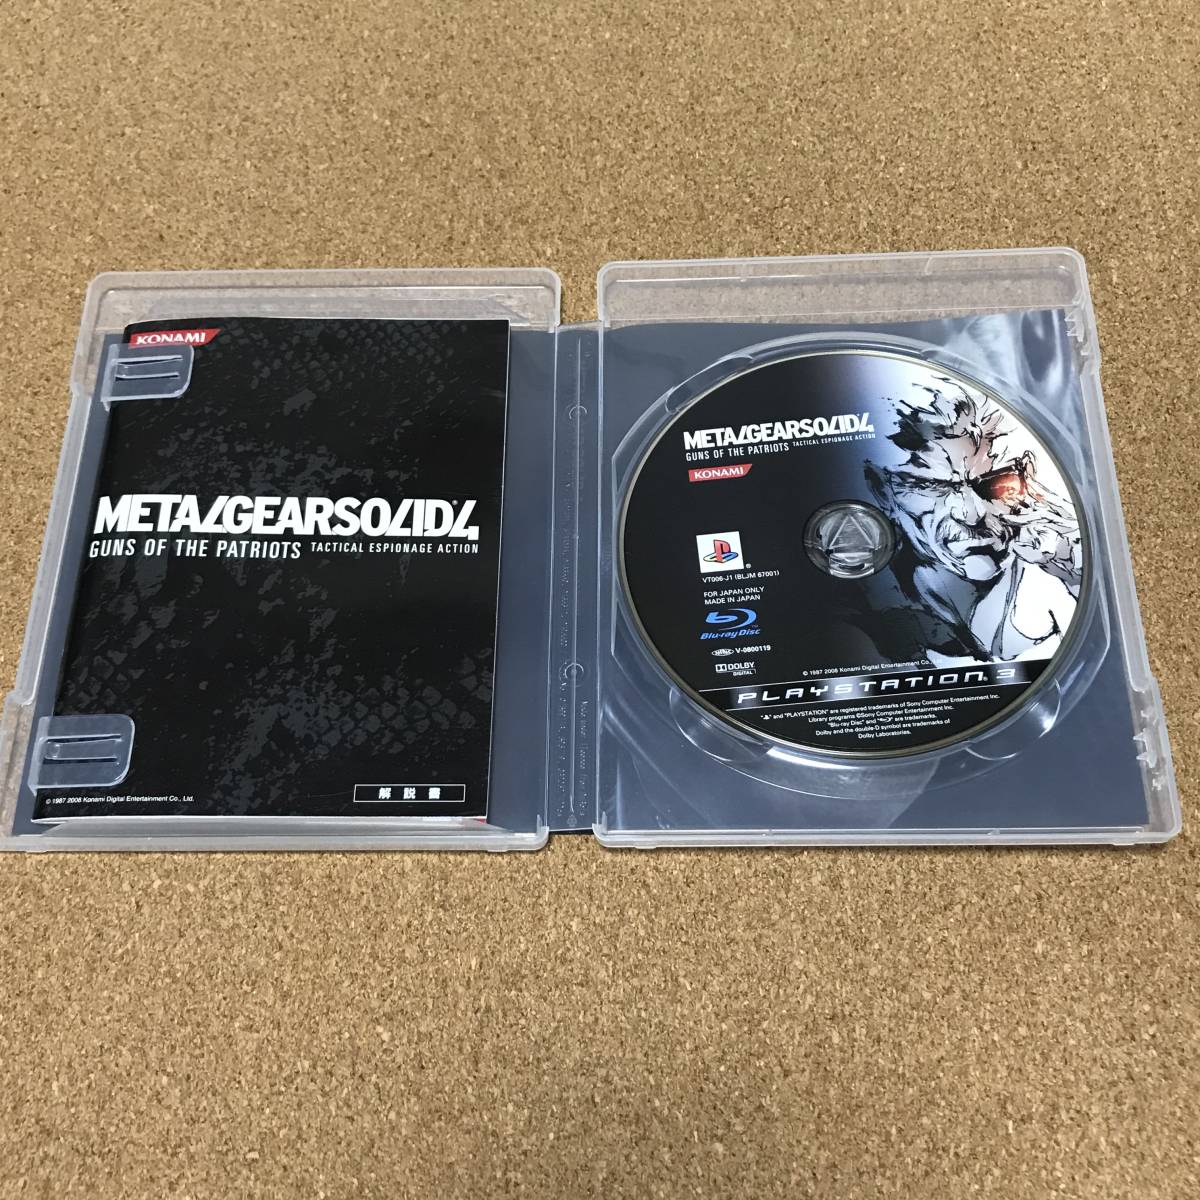 KONAMI
METAL GEAR SOLID 4
GUNS OF THE PATRIOTS TACTICAL ESPIONAGE ACTION
© 1987 2008 Konami Digital Entertainment Co., Ltd.
解説書
METAL GEAR SOLID 4
GUNS OF THE PATRIOTS TACTICAL ESPIONAGE ACTION
KONAMI
VT006-J1 (BLJM 67001)
FOR JAPAN ONLY
MADE IN JAPAN
Blu-ray Disc
V-0800119
DOLBY
DIGITAL
© 1987 2008 Konami Digital Entertainment Co.,
PLAYSTATION 3
and "PLAYSTATION" are registered trademarks of Sony Computer Entertainment Inc.
Library programs ©Sony Computer Entertainment Inc.
"Blu-ray Disc" and are trademarks.
Dolby and the double-D symbol are trademarks of
Dolby Laboratories.